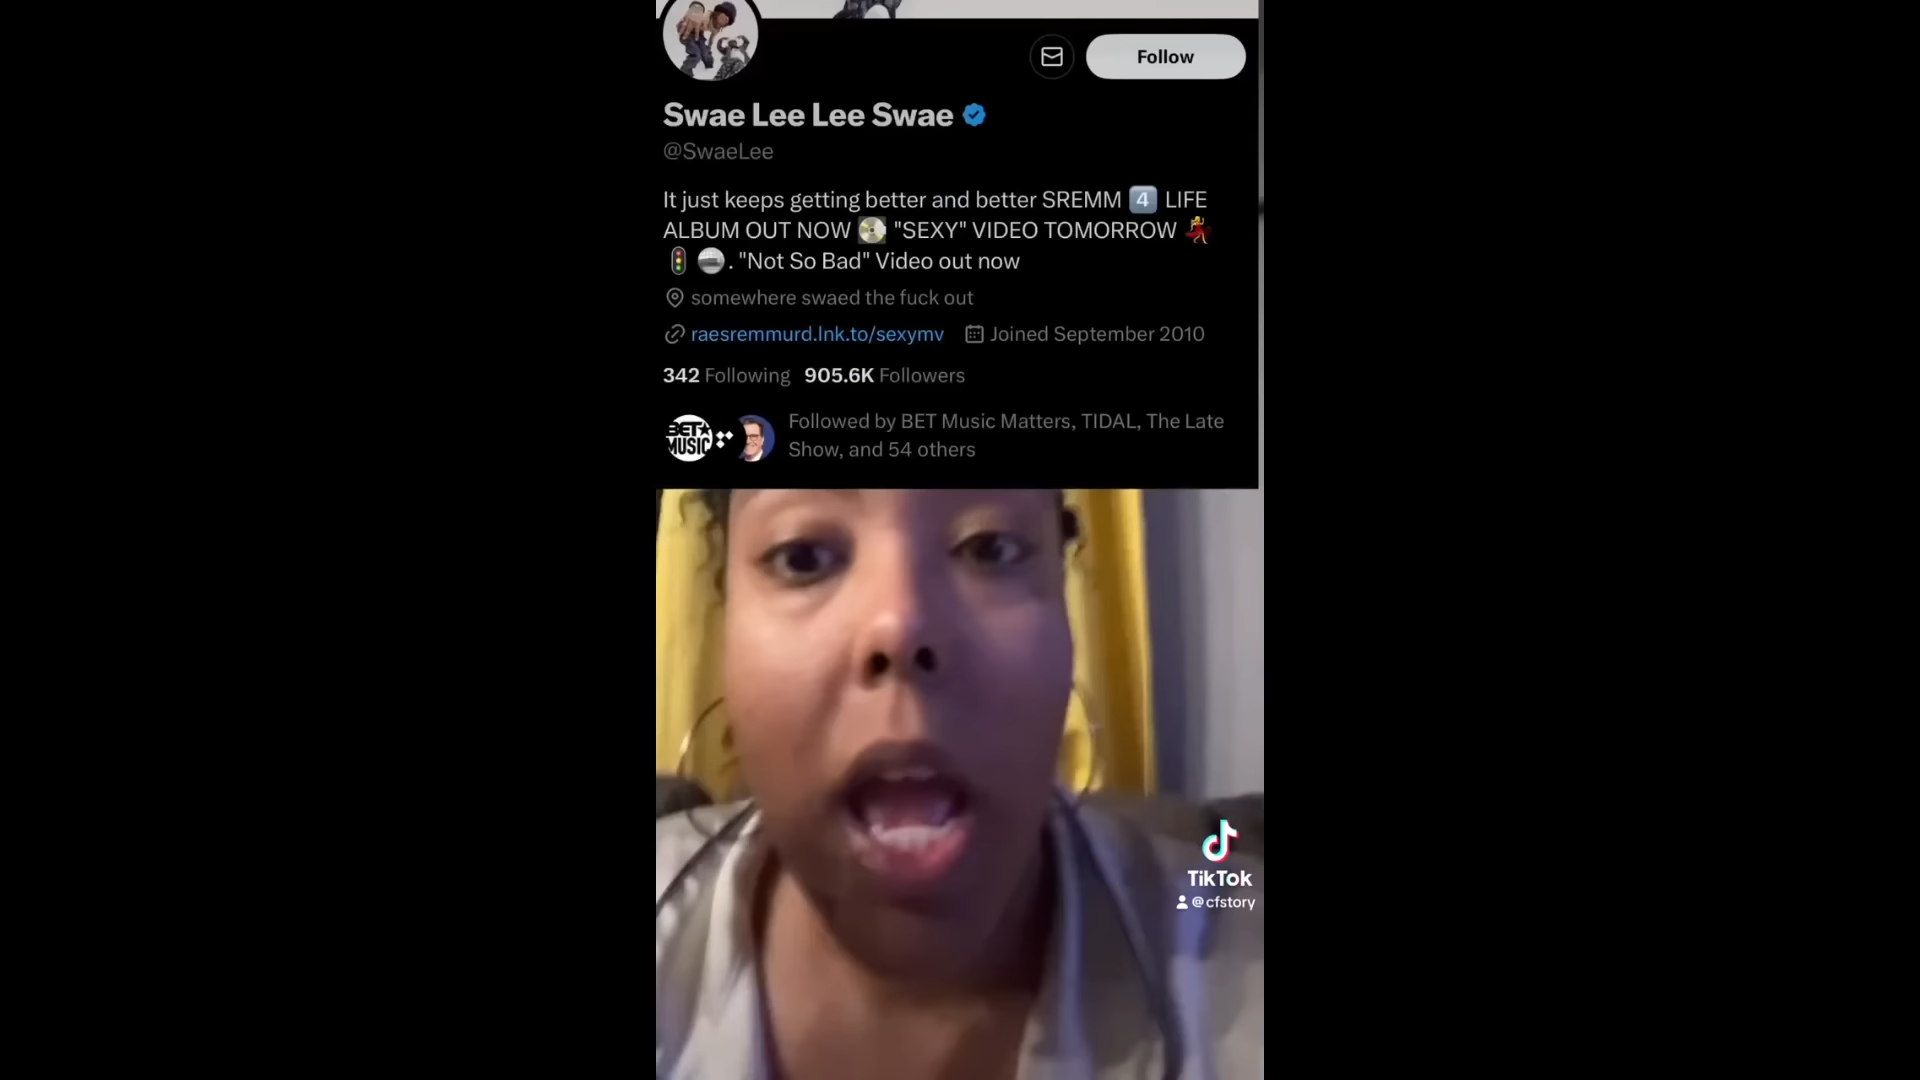 Follow
Swae Lee Lee Swae
@SwaeLee
It just keeps getting better and better SREMM 4️⃣ LIFE
ALBUM OUT NOW 💿 "SEXY" VIDEO TOMORROW 💃
🚦 🪩. "Not So Bad" Video out now
somewhere swaed the fuck out
raesremmurd.lnk.to/sexymv Joined September 2010
342 Following 905.6K Followers
BET★
MUSIC
Followed by BET Music Matters, TIDAL, The Late
Show, and 54 others
TikTok
@cfstory